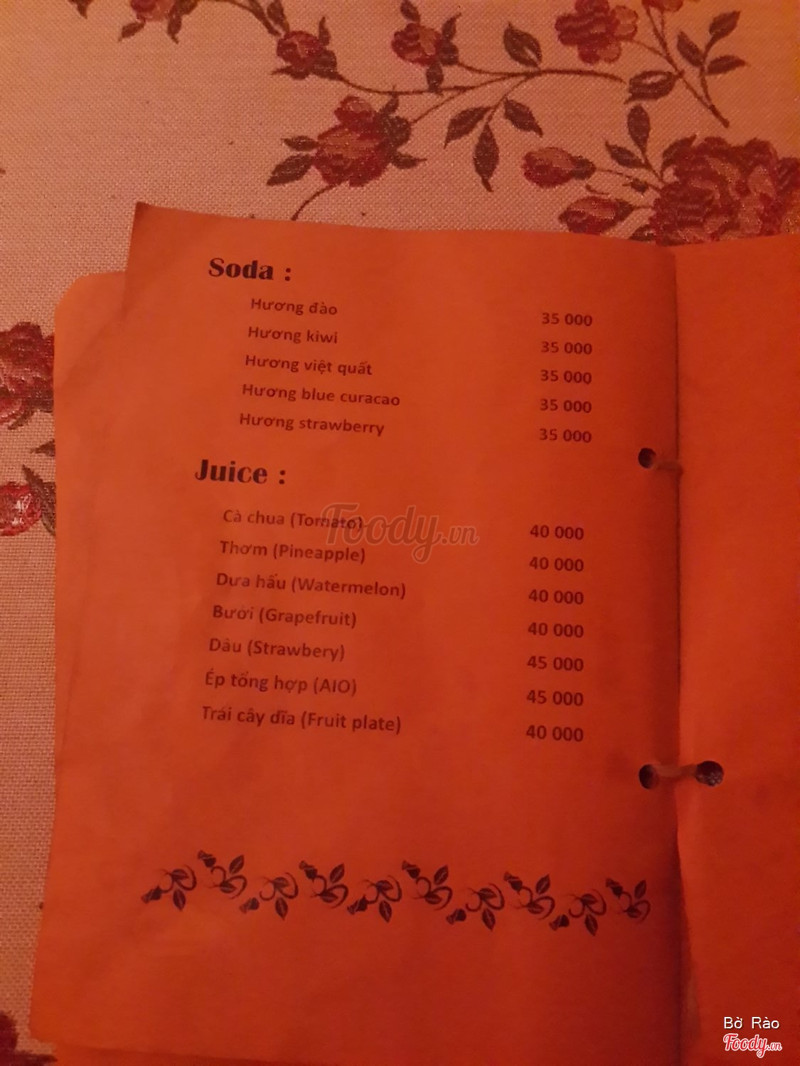 Soda :
Hương đào 35 000
Hương kiwi 35 000
Hương việt quất 35 000
Hương blue curacao 35 000
Hương strawberry 35 000
Juice :
Cà chua (Tomato) 40 000
Thơm (Pineapple) 40 000
Dưa hấu (Watermelon) 40 000
Bưởi (Grapefruit) 40 000
Dâu (Strawbery) 45 000
Ép tổng hợp (AIO) 45 000
Trái cây dĩa (Fruit plate) 40 000
Foody.vn
Bờ Rào
Foody.vn